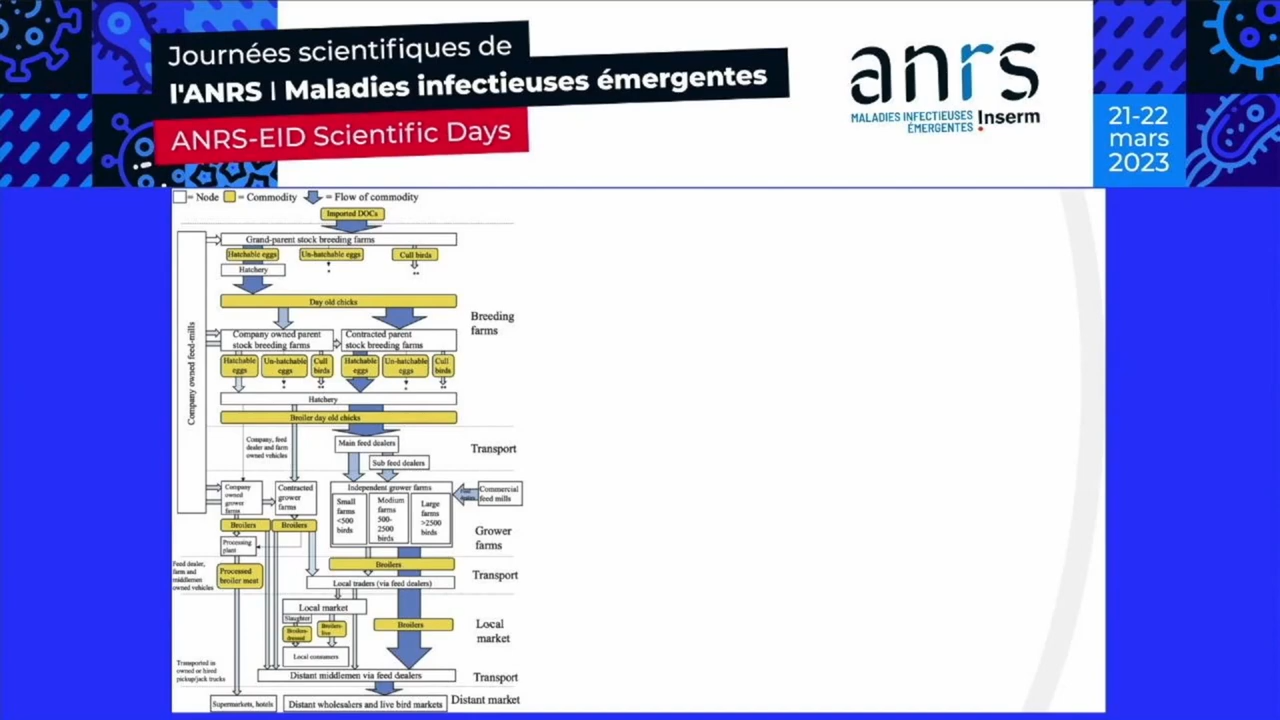 Journées scientifiques de
l'ANRS | Maladies infectieuses émergentes
ANRS-EID Scientific Days
anrs
MALADIES INFECTIEUSES
ÉMERGENTES
Inserm
21-22
mars
2023
= Node
= Commodity
= Flow of commodity
Imported DOCs
Grand-parent stock breeding farms
Hatchable eggs
Un-hatchable eggs
Cull birds
Hatchery
*
**
Day old chicks
Breeding
farms
Company owned feed-mills
Company owned parent
stock breeding farms
Contracted parent
stock breeding farms
Hatchable
eggs
Un-hatchable
eggs
Cull
birds
Hatchable
eggs
Un-hatchable
eggs
Cull
birds
*
**
*
**
Hatchery
Broiler day old chicks
Company, feed
dealer and farm
owned vehicles
Main feed dealers
Sub feed dealers
Transport
Company
owned
grower
farms
Contracted
grower
farms
Independent grower farms
Small
farms
<500
birds
Medium
farms
500-
2500
birds
Large
farms
>2500
birds
Commercial
feed mills
Broilers
Broilers
Grower
farms
Processing
plant
Feed dealer,
farm and
middlemen
owned vehicles
Processed
broiler meat
Broilers
Transport
Local traders (via feed dealers)
Local market
Slaughter
Broilers-
dressed
Broilers-
live
Broilers
Local
market
Local consumers
Transported in
owned or hired
pickup/jack trucks
Distant middlemen via feed dealers
Transport
Supermarkets, hotels
Distant wholesalers and live bird markets
Distant market